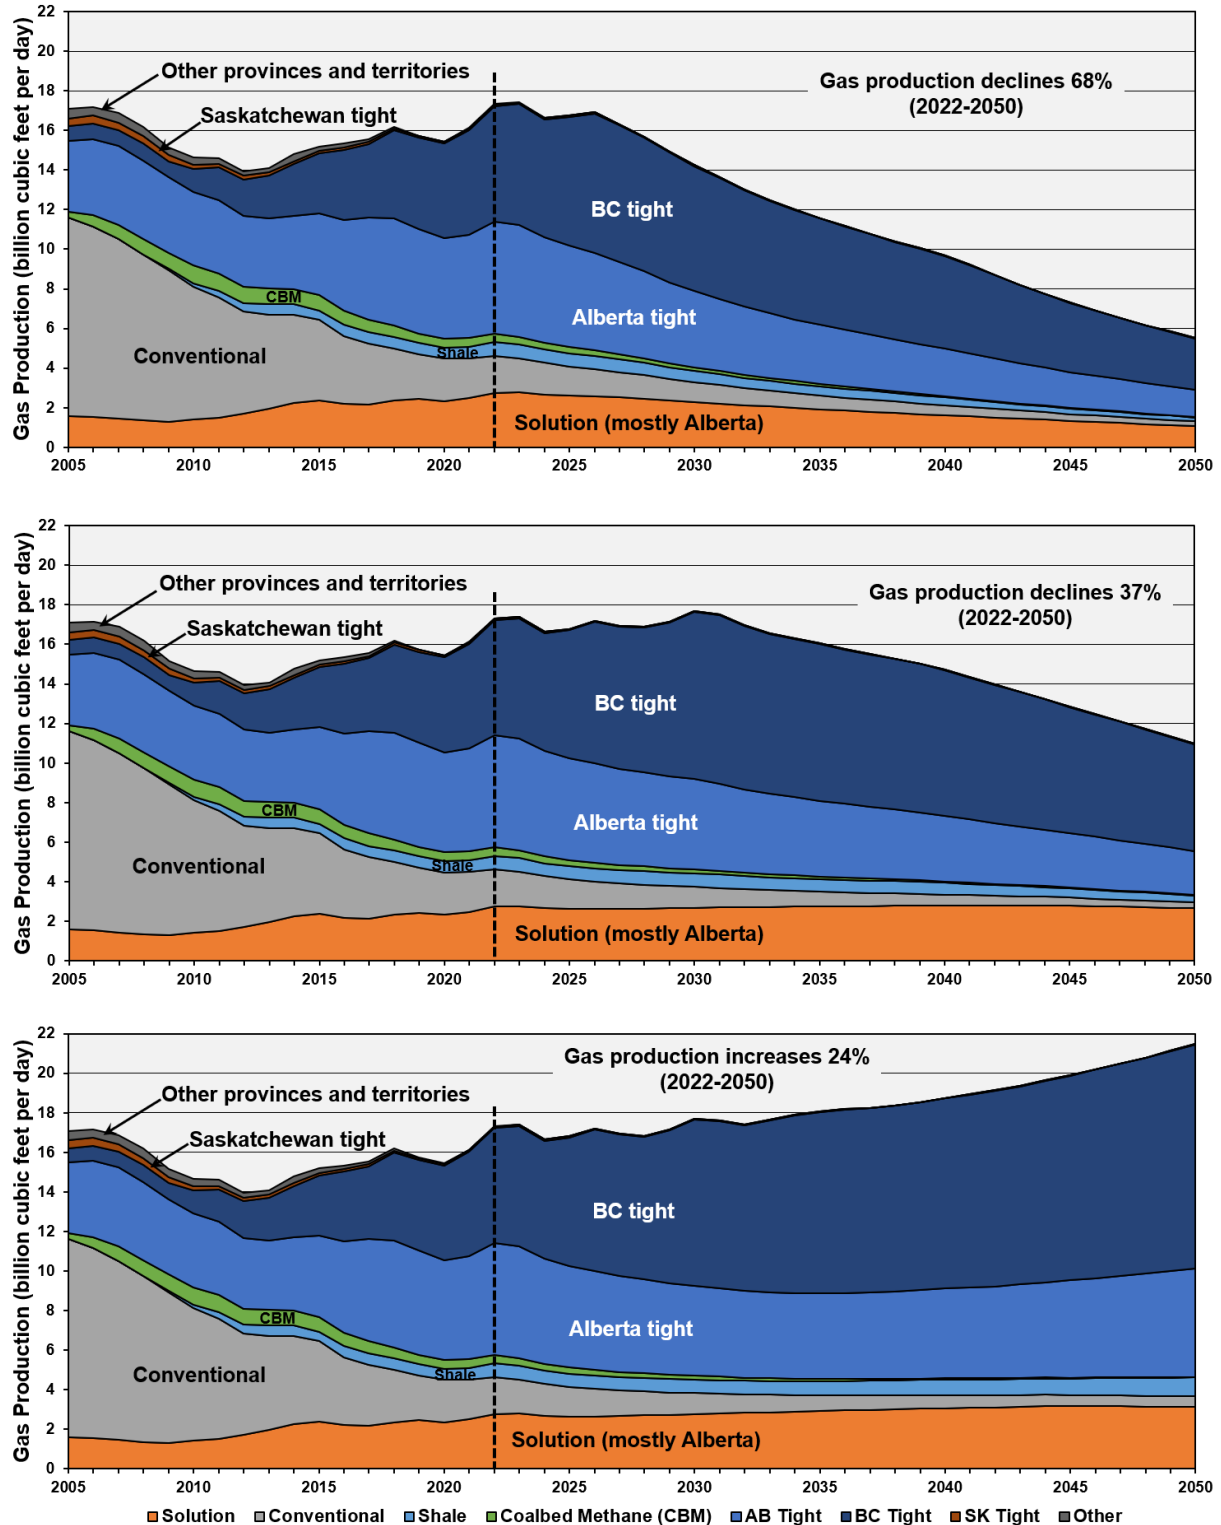 Gas Production (billion cubic feet per day)
22
20
18
16
14
12
10
8
6
4
2
0
Other provinces and territories
Saskatchewan tight
Gas production declines 68%
(2022-2050)
BC tight
Alberta tight
CBM
Shale
Conventional
Solution (mostly Alberta)
2005 2010 2015 2020 2025 2030 2035 2040 2045 2050
Gas Production (billion cubic feet per day)
22
20
18
16
14
12
10
8
6
4
2
0
Other provinces and territories
Saskatchewan tight
Gas production declines 37%
(2022-2050)
BC tight
Alberta tight
CBM
Shale
Conventional
Solution (mostly Alberta)
2005 2010 2015 2020 2025 2030 2035 2040 2045 2050
Gas Production (billion cubic feet per day)
22
20
18
16
14
12
10
8
6
4
2
0
Gas production increases 24%
(2022-2050)
Other provinces and territories
Saskatchewan tight
BC tight
Alberta tight
CBM
Shale
Conventional
Solution (mostly Alberta)
2005 2010 2015 2020 2025 2030 2035 2040 2045 2050
Solution Conventional Shale Coalbed Methane (CBM) AB Tight BC Tight SK Tight Other